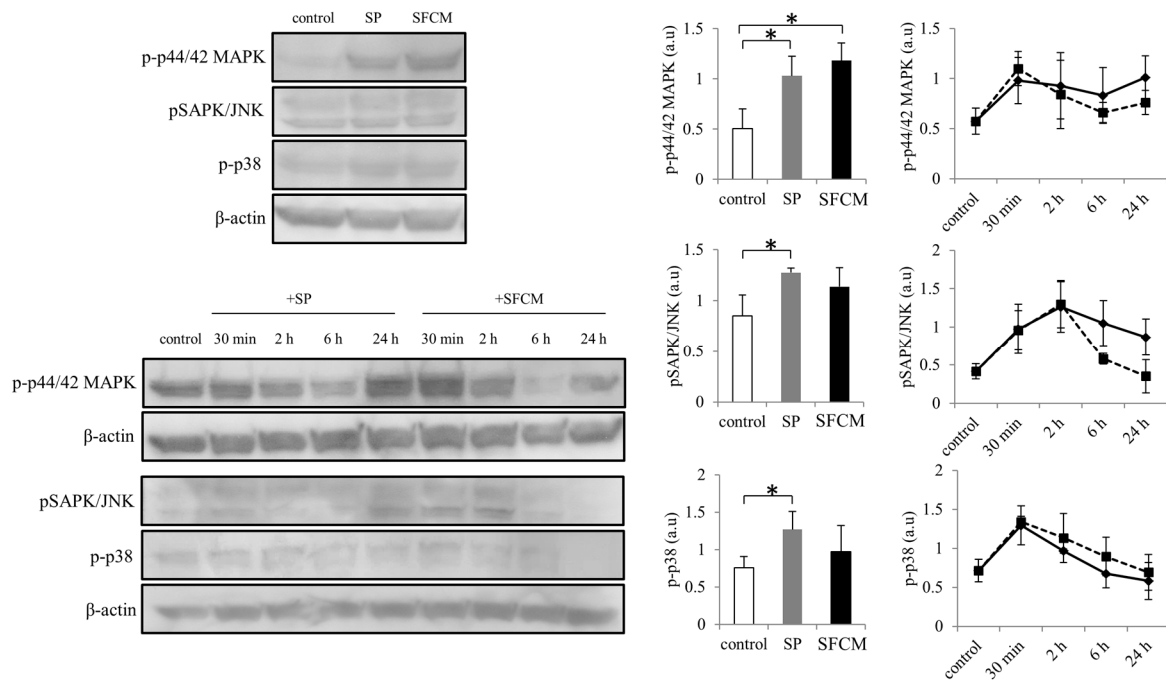 control SP SFCM
p-p44/42 MAPK
pSAPK/JNK
p-p38
β-actin
+SP +SFCM
control 30 min 2 h 6 h 24 h 30 min 2 h 6 h 24 h
p-p44/42 MAPK
β-actin
pSAPK/JNK
p-p38
β-actin
p-p44/42 MAPK (a.u)
1.5
1
0.5
0
* *
control SP SFCM
p-p44/42 MAPK (a.u)
1.5
1
0.5
0
control 30 min 2 h 6 h 24 h
pSAPK/JNK (a.u)
1.5
1
0.5
0
*
control SP SFCM
pSAPK/JNK (a.u)
2
1.5
1
0.5
0
control 30 min 2 h 6 h 24 h
p-p38 (a.u)
2
1.5
1
0.5
0
*
control SP SFCM
p-p38 (a.u)
2
1.5
1
0.5
0
control 30 min 2 h 6 h 24 h